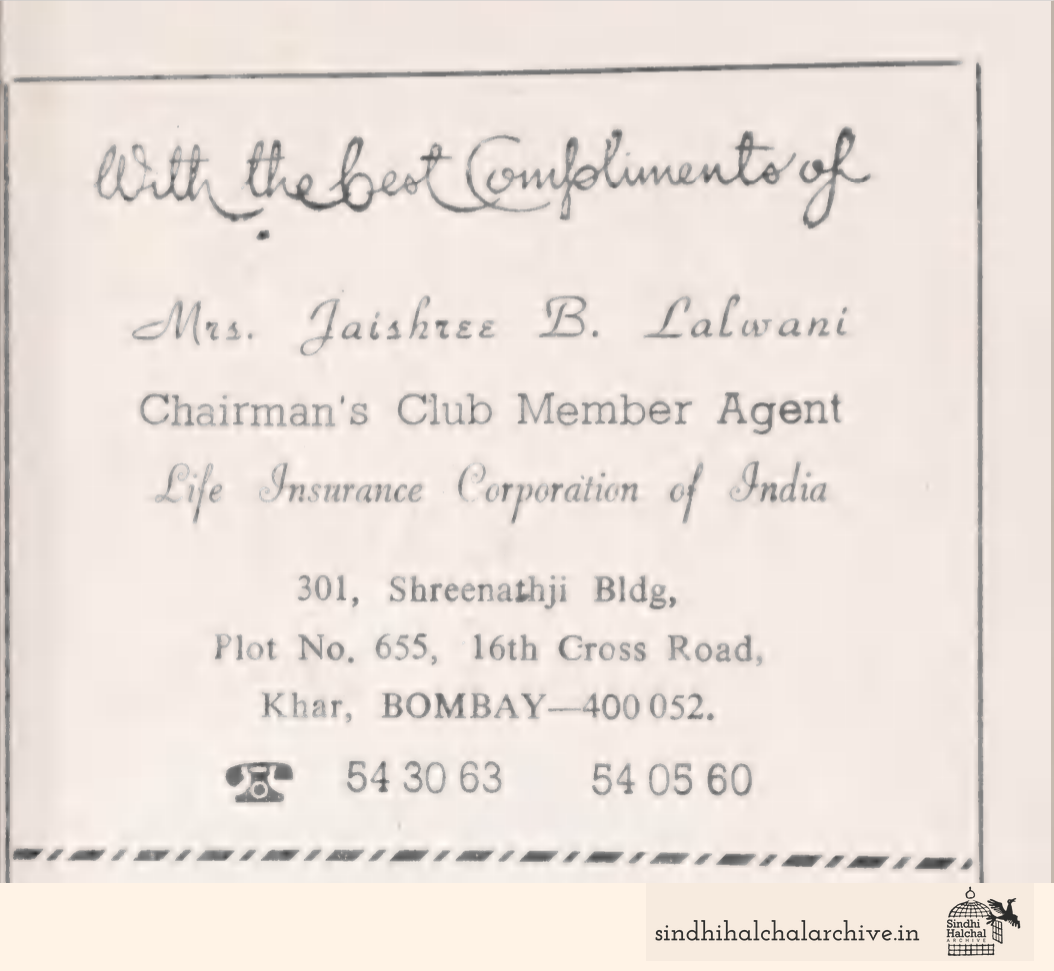 With the best Compliments of
Mrs. Jaishree B. Lalwani
Chairman's Club Member Agent
Life Insurance Corporation of India
301, Shreenathji Bldg,
Plot No. 655, 16th Cross Road,
Khar, BOMBAY—400 052.
54 30 63 54 05 60
sindhihalchalarchive.in
Sindhi
Halchal
ARCHIVE